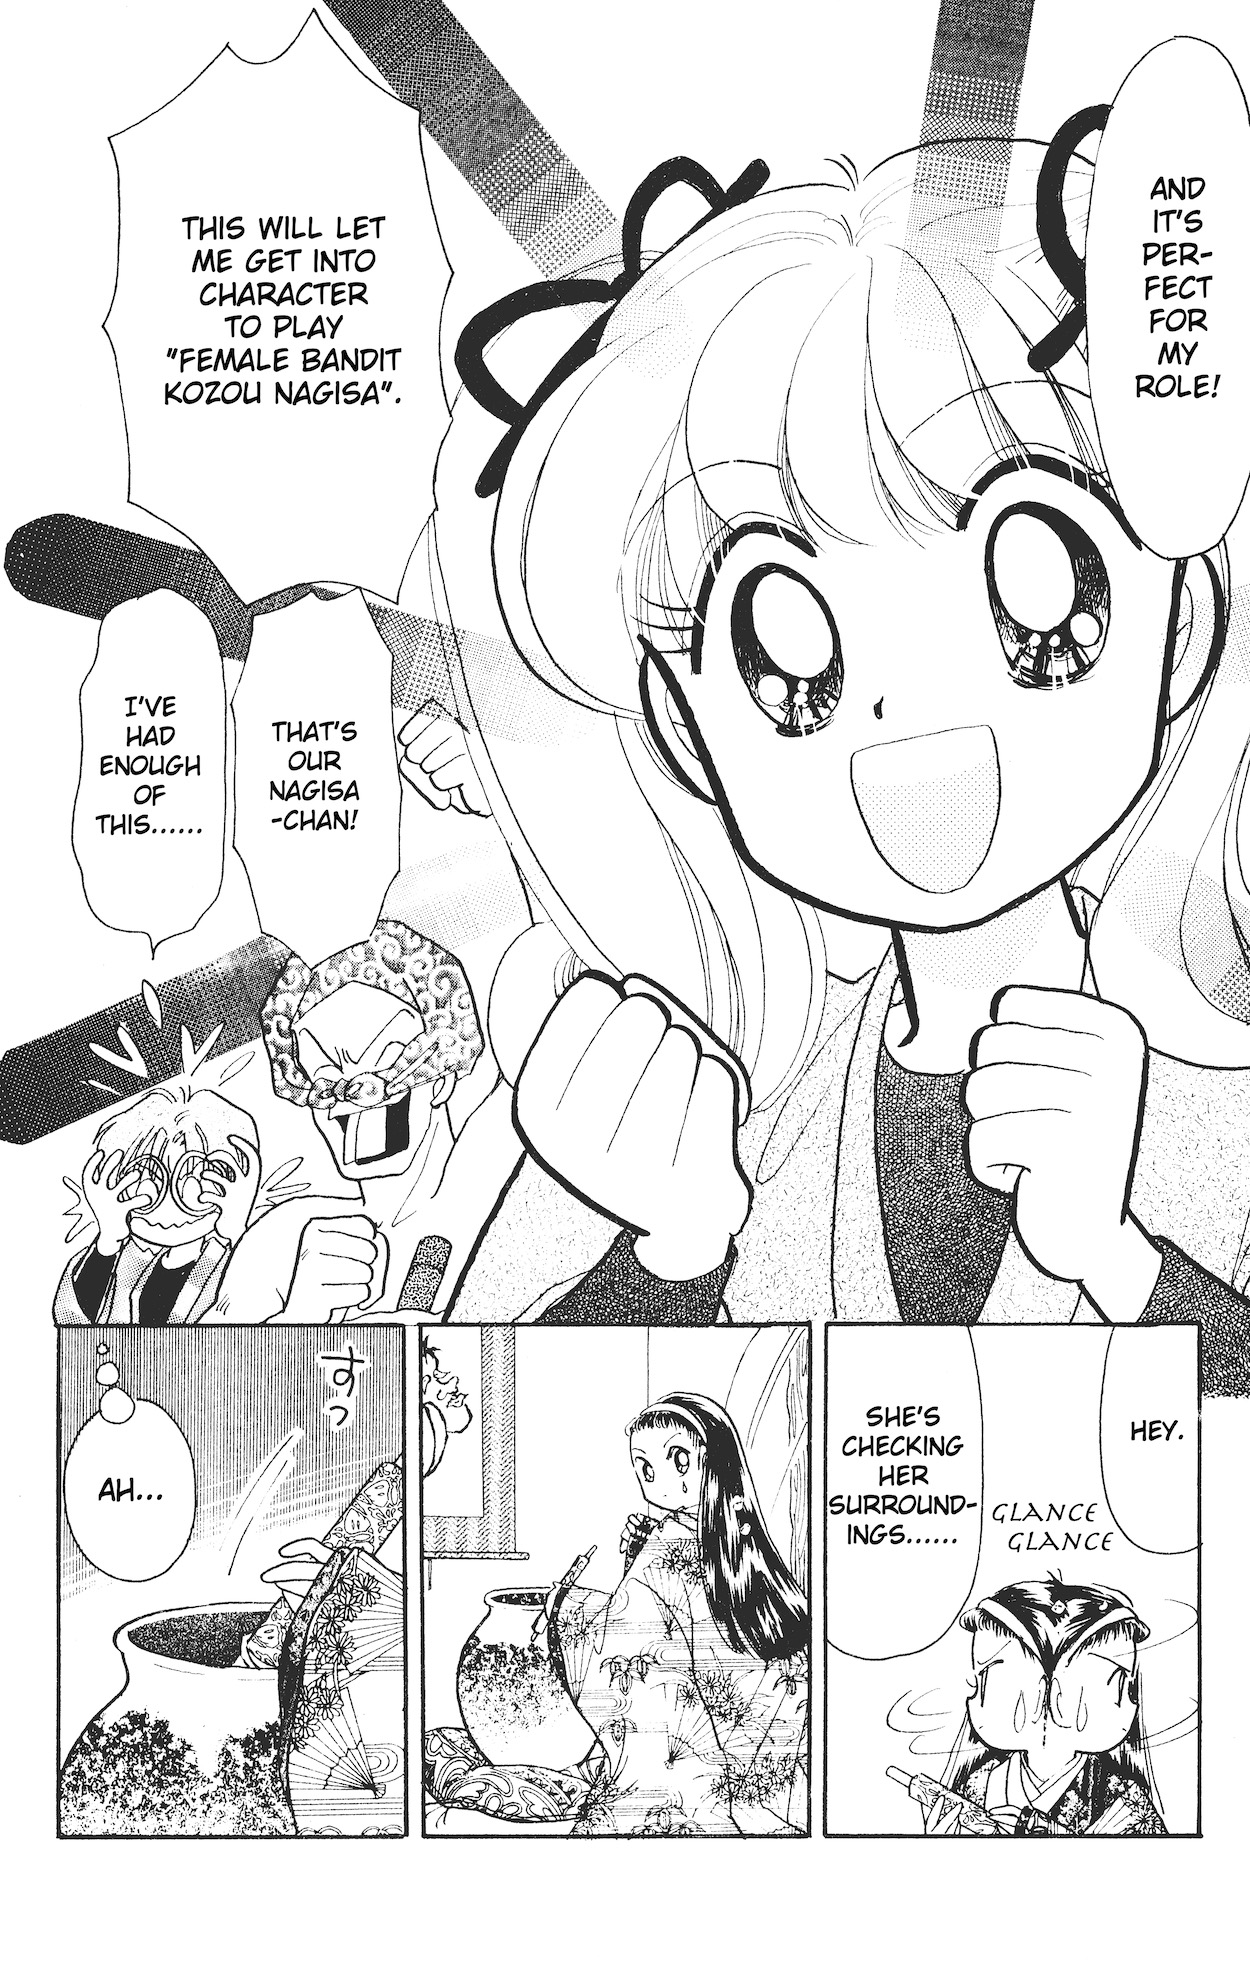 AND
IT'S
PER-
FECT
FOR
MY
ROLE!
THIS WILL LET
ME GET INTO
CHARACTER
TO PLAY
"FEMALE BANDIT
KOZOU NAGISA".
THAT'S
OUR
NAGISA
-CHAN!
I'VE
HAD
ENOUGH
OF
THIS......
HEY.
GLANCE
GLANCE
SHE'S
CHECKING
HER
SURROUND-
INGS......
すっ
AH...